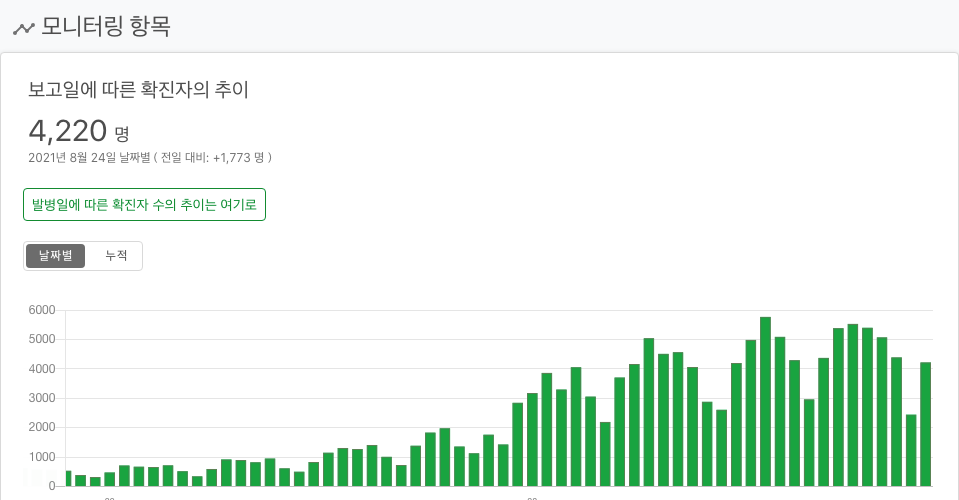 모니터링 항목
보고일에 따른 확진자의 추이
4,220 명
2021년 8월 24일 날짜별 ( 전일 대비: +1,773 명 )
발병일에 따른 확진자 수의 추이는 여기로
날짜별 누적
6000
5000
4000
3000
2000
1000
0